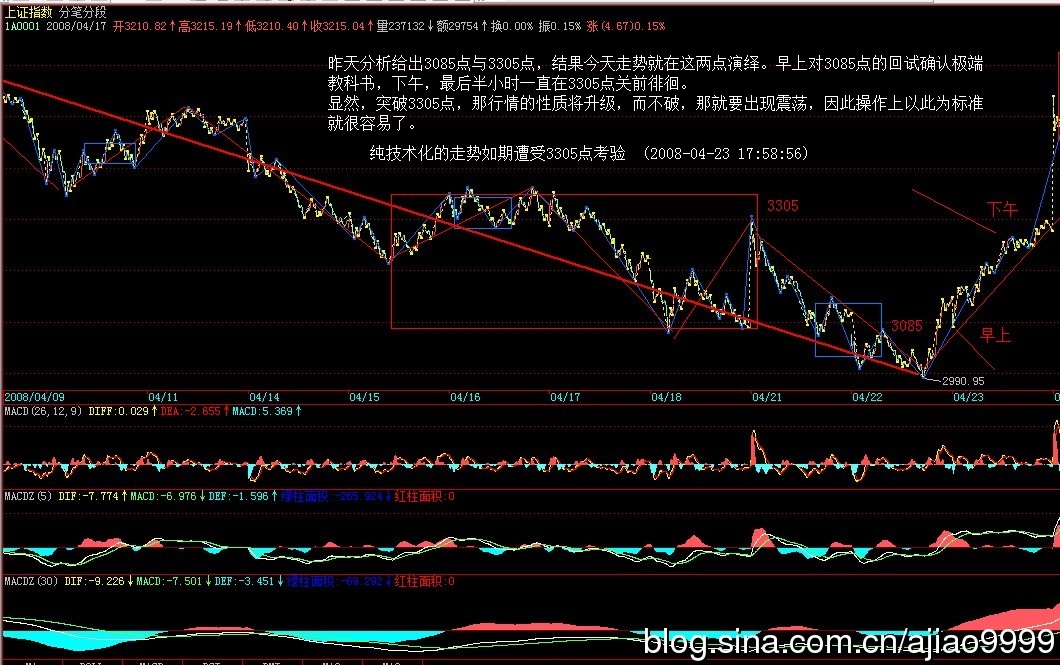 上证指数 分笔分段
1A0001 2008/04/17 开3210.82↑高3215.19↑低3210.40↑收3215.04↑量237132↓额29754↑换0.00% 振0.15% 涨(4.67)0.15%
昨天分析给出3085点与3305点，结果今天走势就在这两点演绎。早上对3085点的回试确认极端
教科书，下午，最后半小时一直在3305点关前徘徊。
显然，突破3305点，那行情的性质将升级，而不破，那就要出现震荡，因此操作上以此为标准
就很容易了。
纯技术化的走势如期遭受3305点考验 （2008-04-23 17:58:56）
3305
下午
3085
早上
2990.95
2008/04/09 04/11 04/14 04/15 04/16 04/17 04/18 04/21 04/22 04/23
MACD(26,12,9) DIFF:0.029↑DEA:-2.655↑MACD:5.369↑
MACDZ(5) DIF:-7.774↑MACD:-6.976↓DEF:-1.596↑绿柱面积:-265.924↓红柱面积:0
MACDZ(30) DIF:-9.226↓MACD:-7.501↓DEF:-3.451↓绿柱面积:-69.292↓红柱面积:0
blog.sina.com.cn/ajiao9999